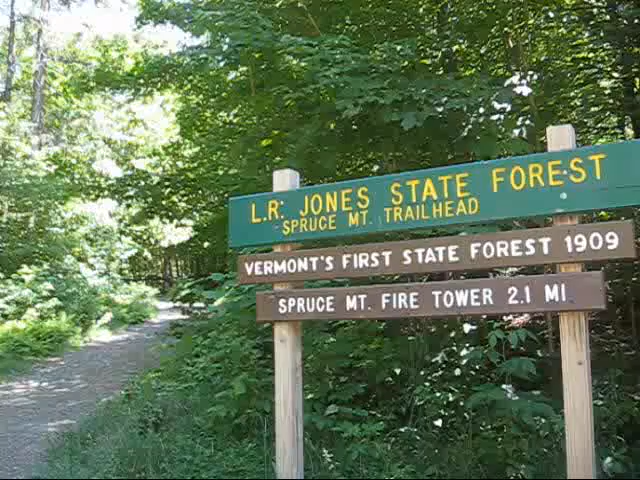 L.R. JONES STATE FOREST
SPRUCE MT. TRAILHEAD
VERMONT'S FIRST STATE FOREST 1909
SPRUCE MT. FIRE TOWER 2.1 MI